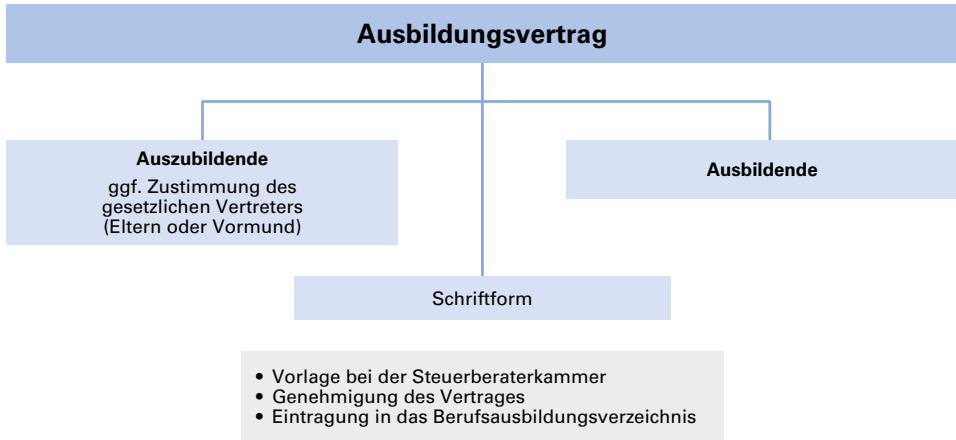 Ausbildungsvertrag
Auszubildende
ggf. Zustimmung des
gesetzlichen Vertreters
(Eltern oder Vormund)
Ausbildende
Schriftform
• Vorlage bei der Steuerberaterkammer
• Genehmigung des Vertrages
• Eintragung in das Berufsausbildungsverzeichnis